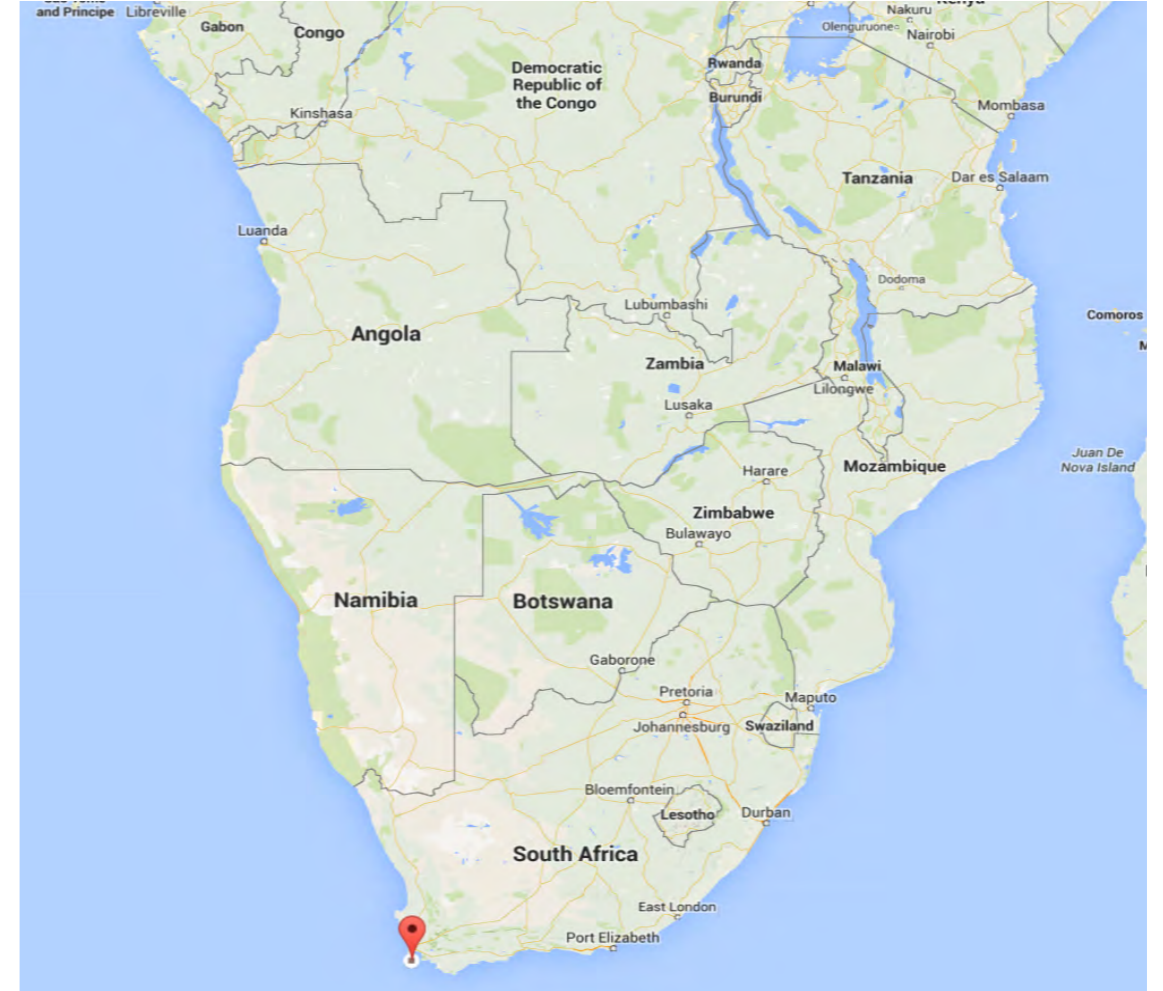 and Principe
Libreville
Gabon
Congo
Nakuru
Olenguruone
Nairobi
Democratic
Republic of
the Congo
Rwanda
Burundi
Kinshasa
Mombasa
Tanzania
Dar es Salaam
Luanda
Dodoma
Lubumbashi
Comoros
Angola
Zambia
Malawi
Lilongwe
Lusaka
Harare
Mozambique
Juan De
Nova Island
Zimbabwe
Bulawayo
Namibia
Botswana
Gaborone
Pretoria
Maputo
Johannesburg
Swaziland
Bloemfontein
Lesotho
Durban
South Africa
East London
Port Elizabeth